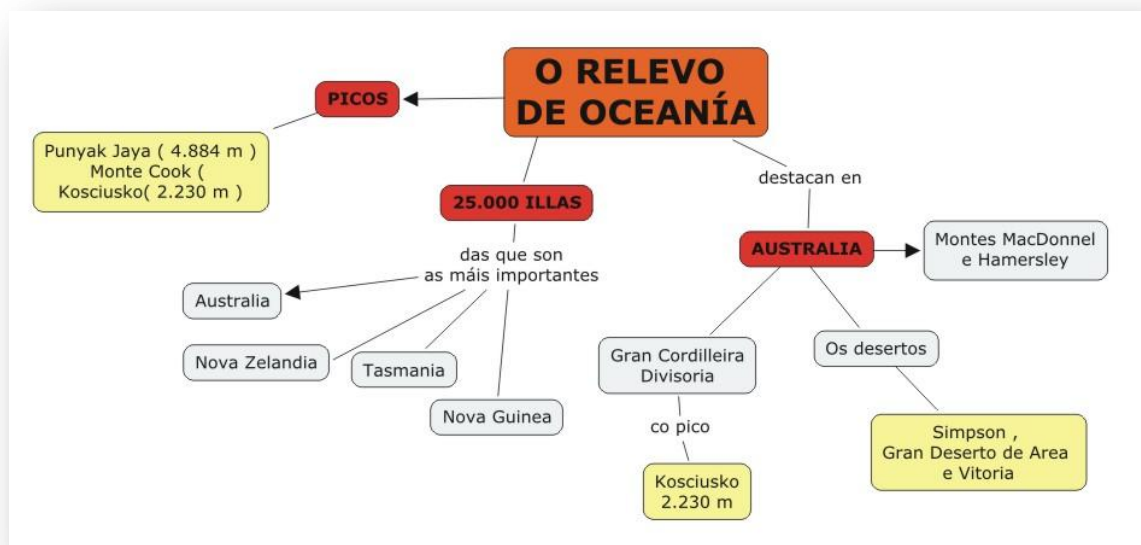 O RELEVO
DE OCEANÍA
PICOS
Punyak Jaya ( 4.884 m )
Monte Cook (
Kosciusko( 2.230 m )
25.000 ILLAS
das que son
as máis importantes
Australia
Nova Zelandia
Tasmania
Nova Guinea
destacan en
AUSTRALIA
Montes MacDonnel
e Hamersley
Gran Cordilleira
Divisoria
co pico
Kosciusko
2.230 m
Os desertos
Simpson ,
Gran Deserto de Area
e Vitoria